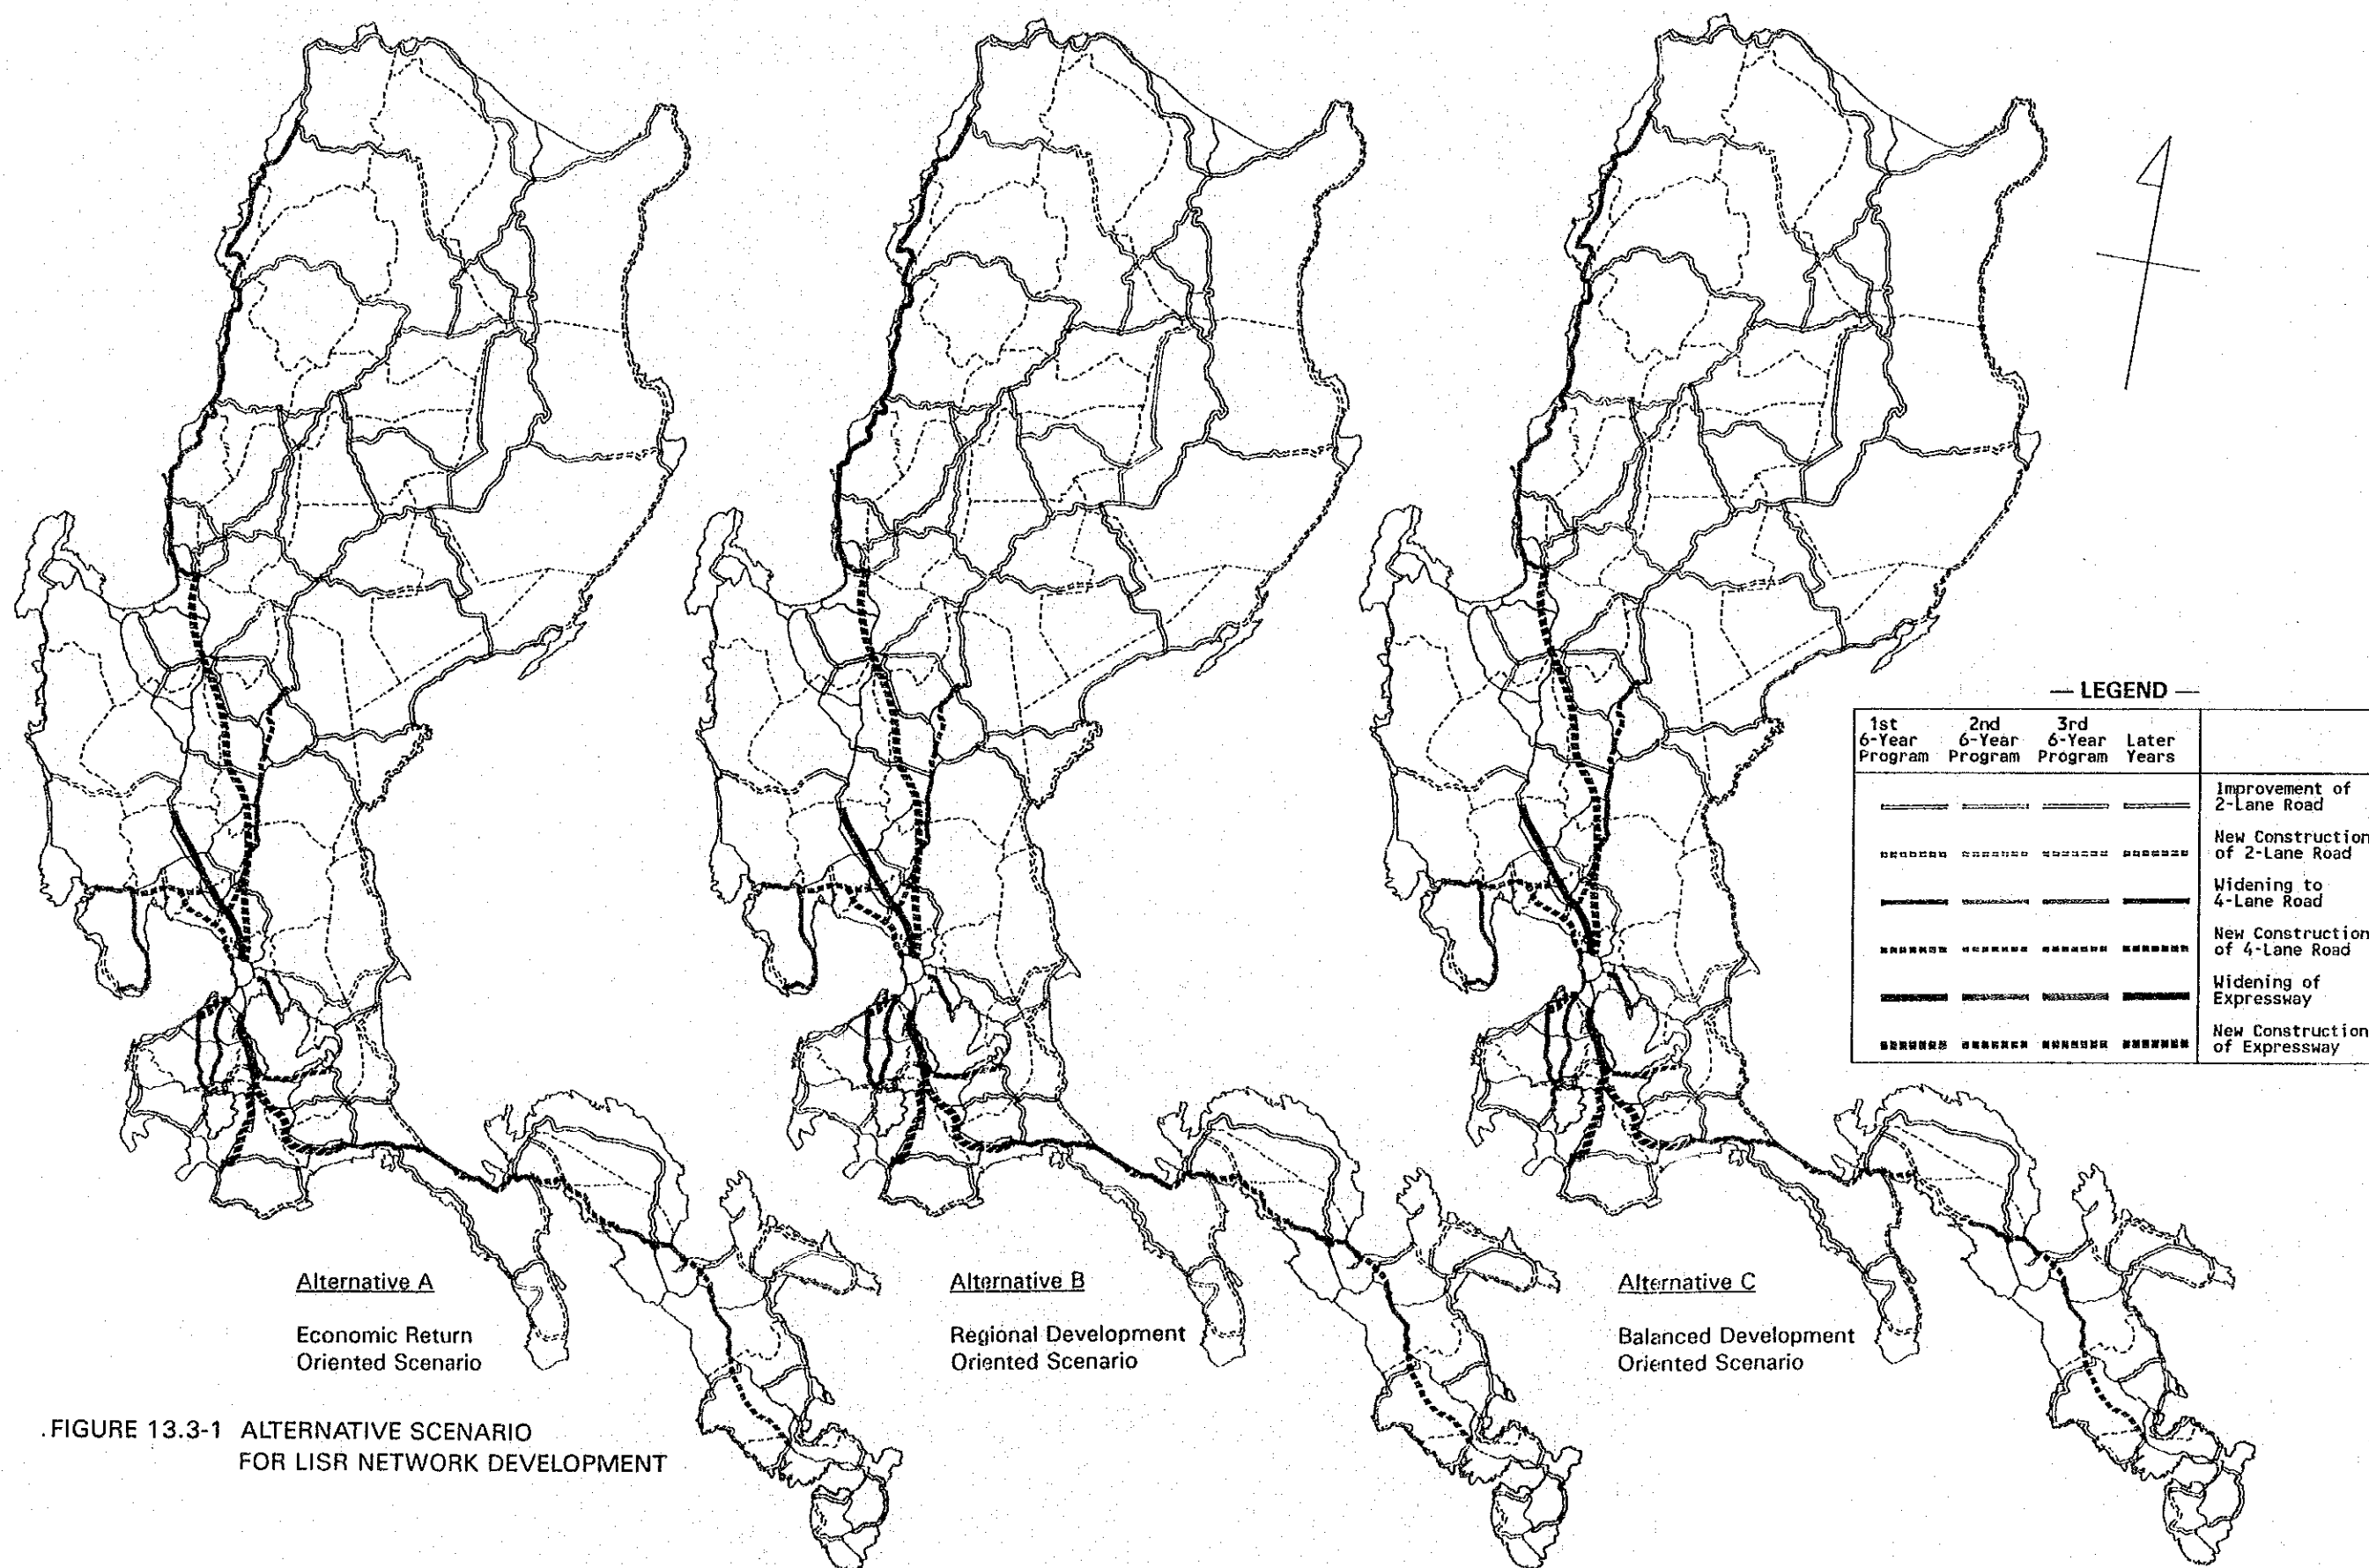 — LEGEND —
1st 6-Year Program
2nd 6-Year Program
3rd 6-Year Program
Later Years
Improvement of
2-Lane Road
New Construction
of 2-Lane Road
Widening to
4-Lane Road
New Construction
of 4-Lane Road
Widening of
Expressway
New Construction
of Expressway
Alternative A
Economic Return
Oriented Scenario
Alternative B
Regional Development
Oriented Scenario
Alternative C
Balanced Development
Oriented Scenario
.FIGURE 13.3-1 ALTERNATIVE SCENARIO
FOR LISR NETWORK DEVELOPMENT